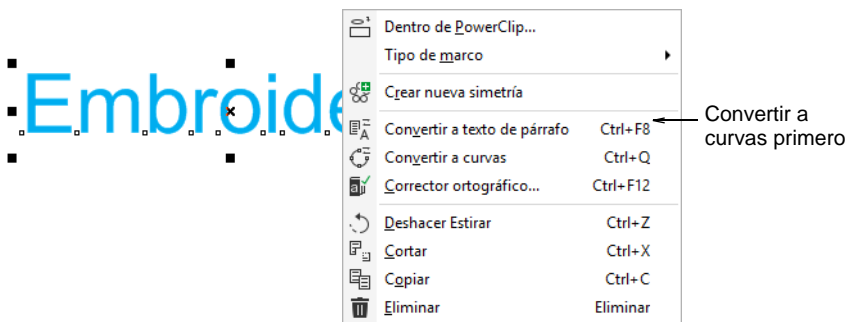 Embroide
Dentro de PowerClip...
Tipo de marco
Crear nueva simetría
Convertir a texto de párrafo Ctrl+F8
Convertir a curvas Ctrl+Q
Corrector ortográfico... Ctrl+F12
Deshacer Estirar Ctrl+Z
Cortar Ctrl+X
Copiar Ctrl+C
Eliminar Eliminar
Convertir a
curvas primero